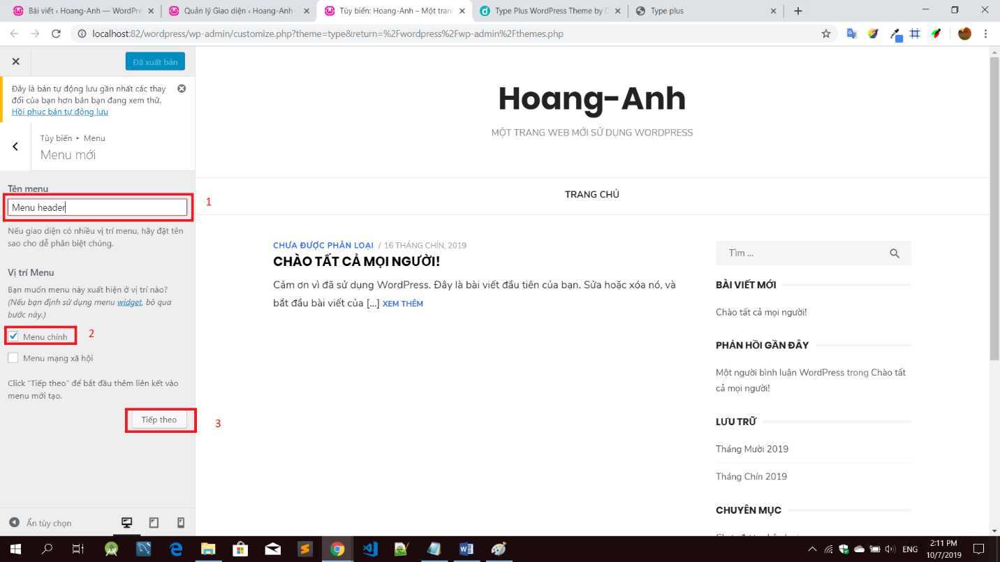 Bài viết ‹ Hoang-Anh — WordPre
Quản lý Giao diện ‹ Hoang-Anh –
Tùy biến: Hoang-Anh – Một trang
Type Plus WordPress Theme by D
Type plus
localhost:82/wordpress/wp-admin/customize.php?theme=type&return=%2Fwordpress%2Fwp-admin%2Fthemes.php
Đã xuất bản
Đây là bản tự động lưu gần nhất các thay
đổi của bạn hơn bản bạn đang xem thử.
Hồi phục bản tự động lưu
Tùy biến ▸ Menu
Menu mới
Tên menu
Menu header
1
Nếu giao diện có nhiều vị trí menu, hãy đặt tên
sao cho dễ phân biệt chúng.
Vị trí Menu
Bạn muốn menu này xuất hiện ở vị trí nào?
(Nếu bạn định sử dụng menu widget, bỏ qua
bước này.)
Menu chính
2
Menu mạng xã hội
Click “Tiếp theo” để bắt đầu thêm liên kết vào
menu mới tạo.
Tiếp theo
3
Ẩn tùy chọn
Hoang-Anh
MỘT TRANG WEB MỚI SỬ DỤNG WORDPRESS
TRANG CHỦ
CHƯA ĐƯỢC PHÂN LOẠI / 16 THÁNG CHÍN, 2019
CHÀO TẤT CẢ MỌI NGƯỜI!
Cảm ơn vì đã sử dụng WordPress. Đây là bài viết đầu tiên của bạn. Sửa hoặc xóa nó, và
bắt đầu bài viết của […] XEM THÊM
Tìm …
BÀI VIẾT MỚI
Chào tất cả mọi người!
PHẢN HỒI GẦN ĐÂY
Một người bình luận WordPress trong Chào tất
cả mọi người!
LƯU TRỮ
Tháng Mười 2019
Tháng Chín 2019
CHUYÊN MỤC
ENG
2:11 PM
10/7/2019